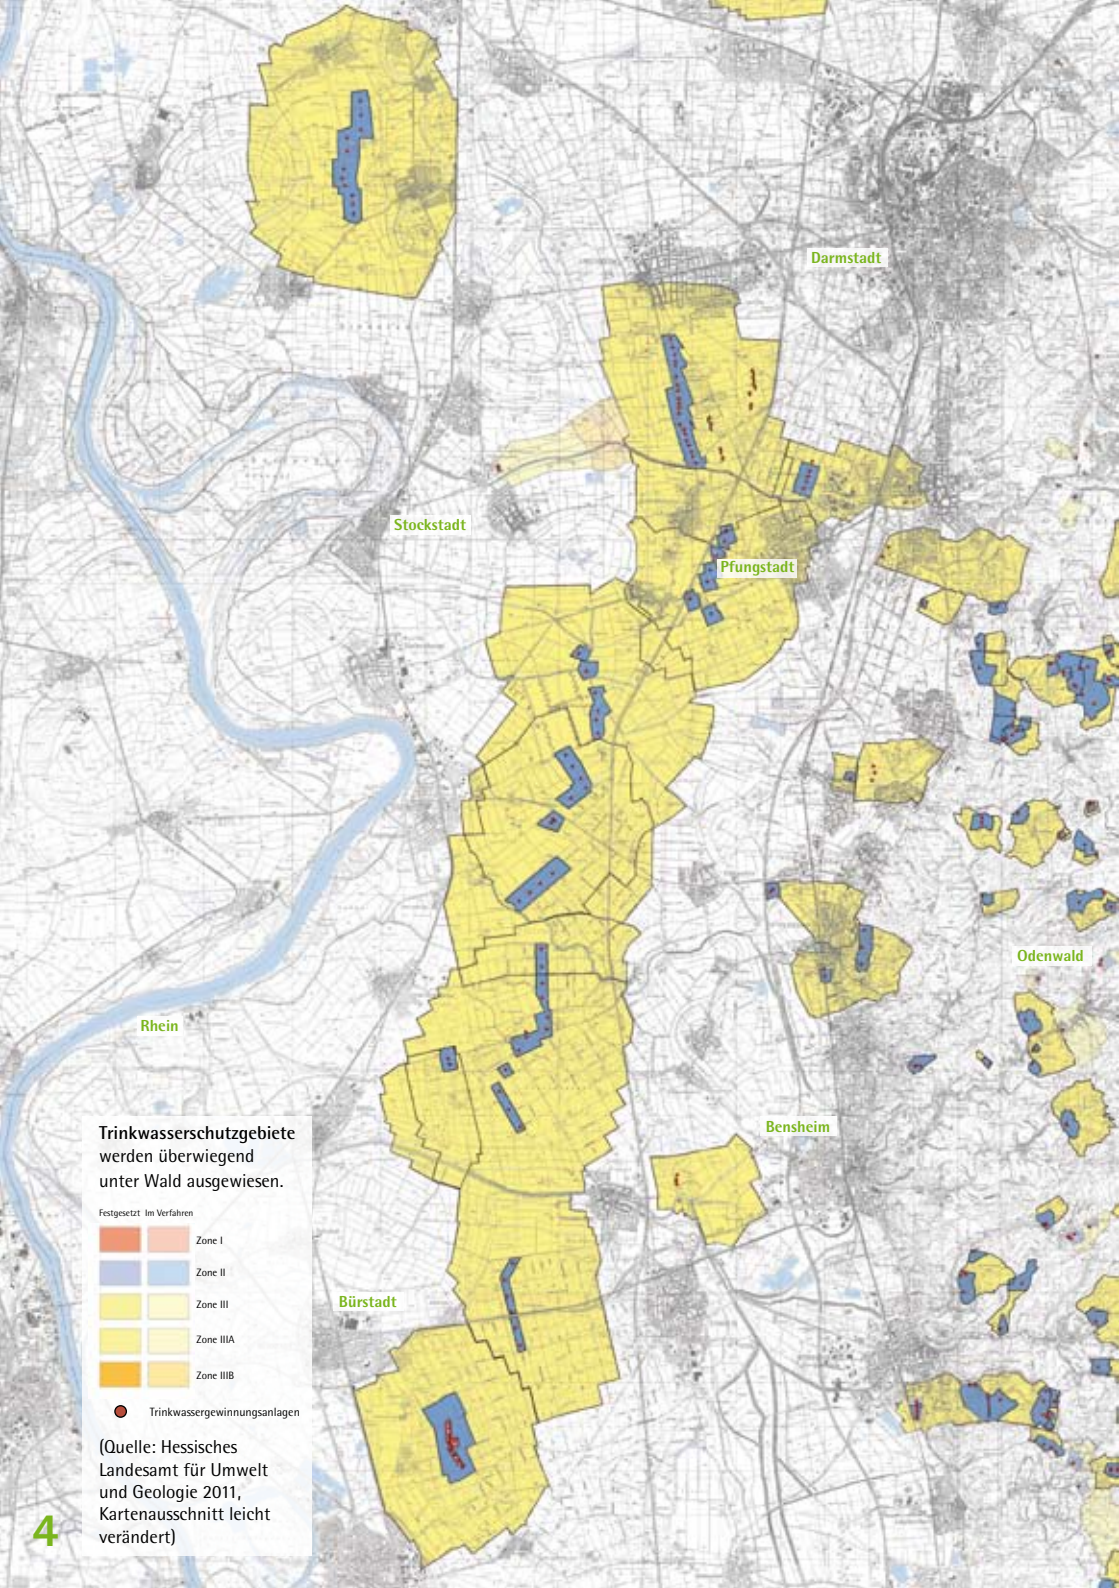 Darmstadt
Stockstadt
Pfungstadt
Odenwald
Rhein
Bensheim
Bürstadt
Trinkwasserschutzgebiete
werden überwiegend
unter Wald ausgewiesen.
Festgesetzt Im Verfahren
Zone I
Zone II
Zone III
Zone IIIA
Zone IIIB
Trinkwassergewinnungsanlagen
(Quelle: Hessisches
Landesamt für Umwelt
und Geologie 2011,
Kartenausschnitt leicht
verändert)
4